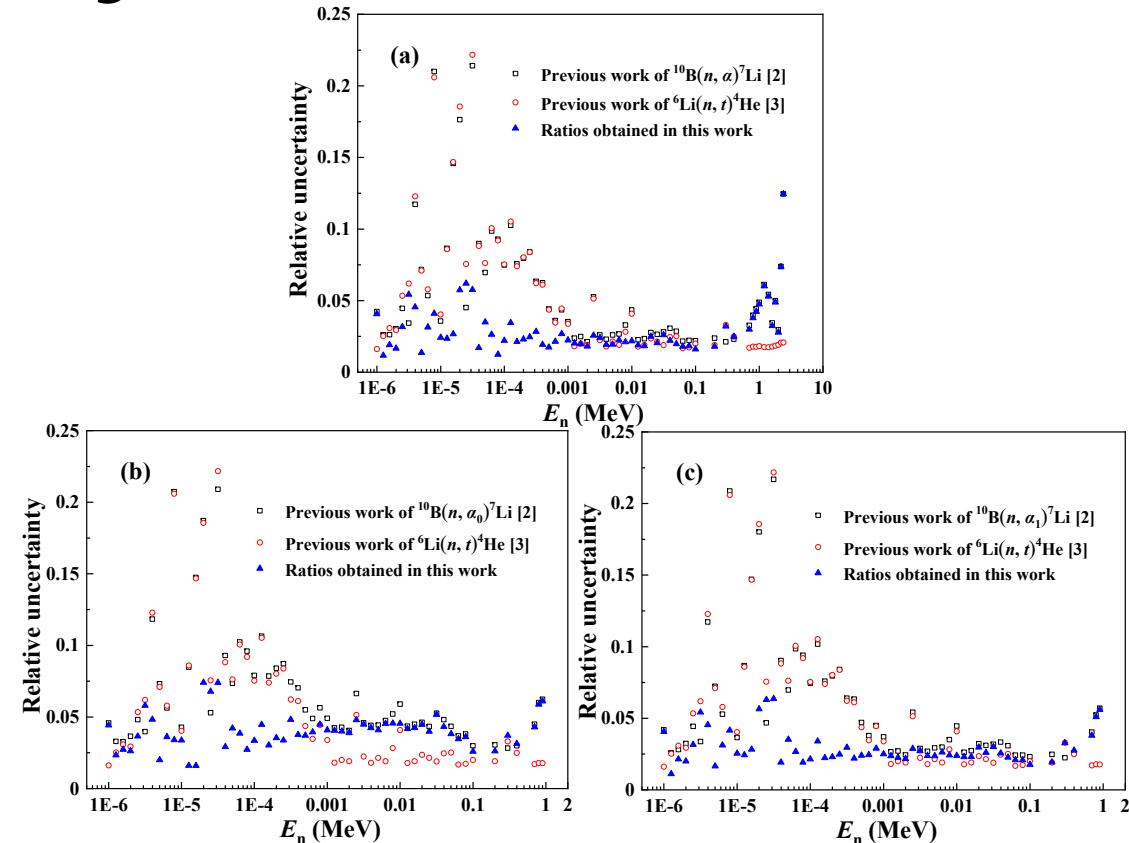 0.25
(a)
Previous work of ¹⁰B(n, α)⁷Li [2]
0.2
Previous work of ⁶Li(n, t)⁴He [3]
Ratios obtained in this work
0.15
Relative uncertainty
0.1
0.05
0
1E-6 1E-5 1E-4 0.001 0.01 0.1 1 10
Eₙ (MeV)
0.25
(b)
0.2
Previous work of ¹⁰B(n, α₀)⁷Li [2]
Previous work of ⁶Li(n, t)⁴He [3]
Ratios obtained in this work
0.15
Relative uncertainty
0.1
0.05
0
1E-6 1E-5 1E-4 0.001 0.01 0.1 1 2
Eₙ (MeV)
0.25
(c)
0.2
Previous work of ¹⁰B(n, α₁)⁷Li [2]
Previous work of ⁶Li(n, t)⁴He [3]
Ratios obtained in this work
0.15
Relative uncertainty
0.1
0.05
0
1E-6 1E-5 1E-4 0.001 0.01 0.1 1 2
Eₙ (MeV)